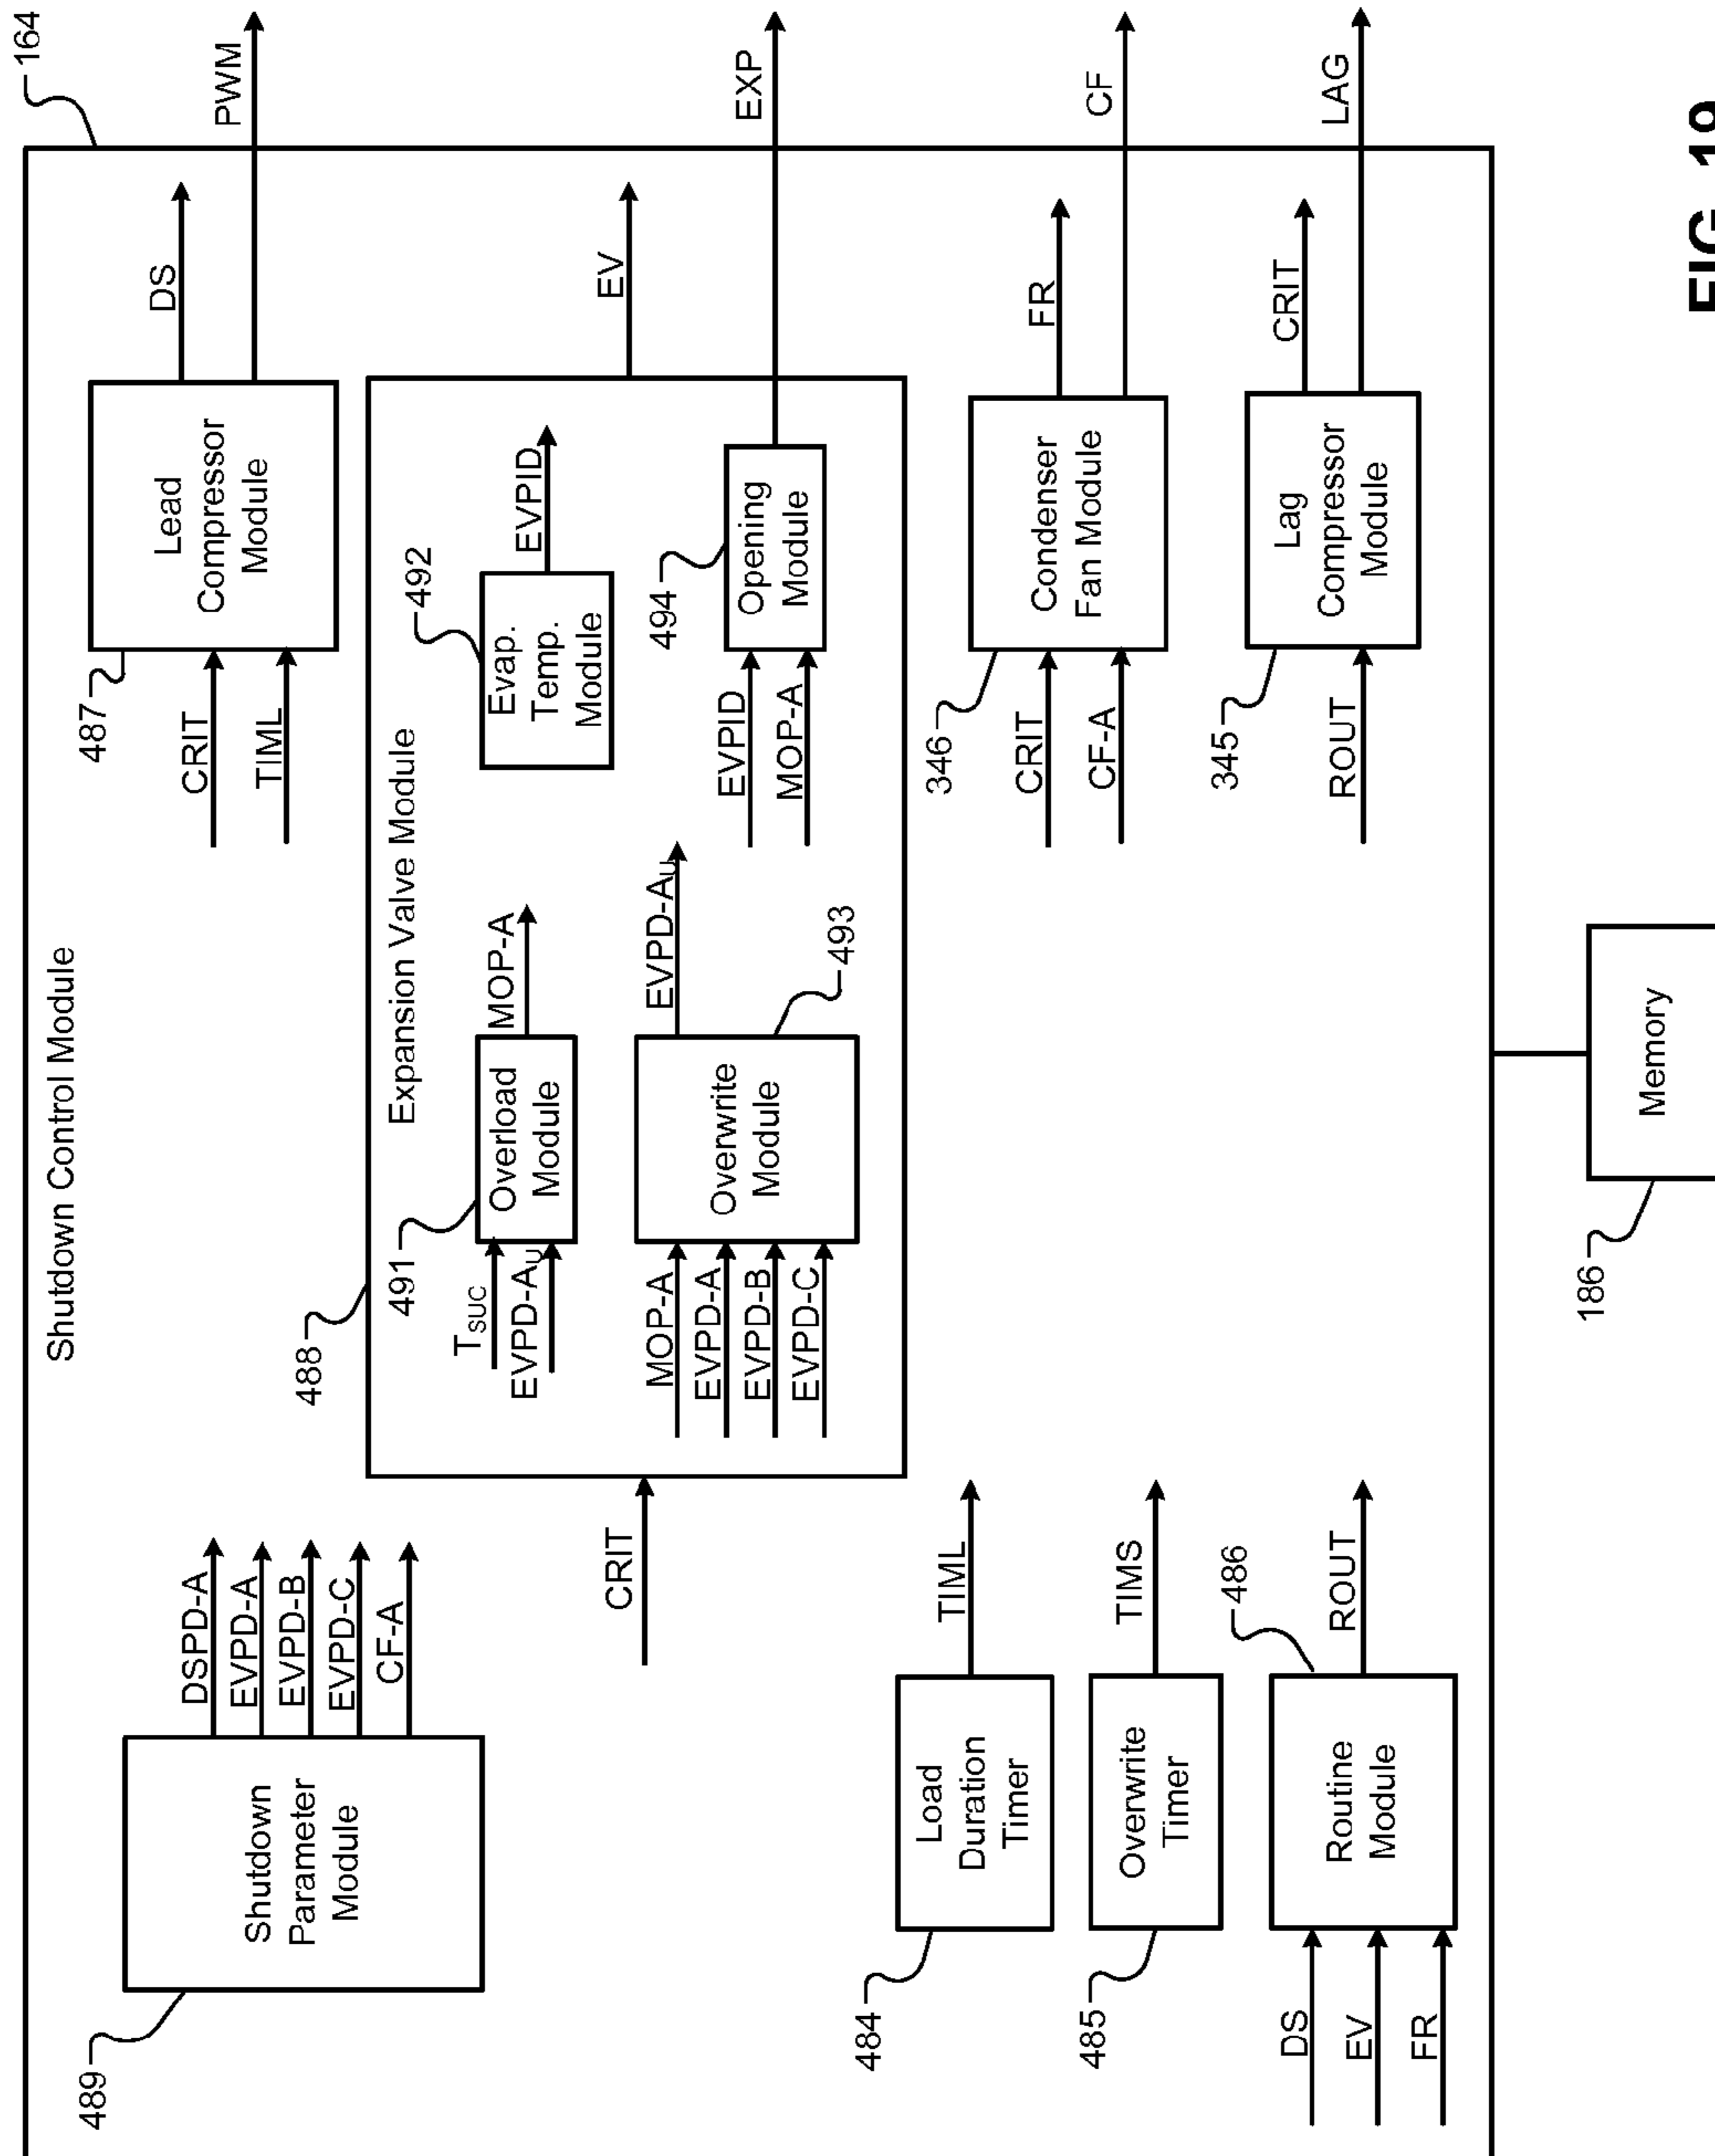 164
Shutdown Control Module
489
Shutdown
Parameter
Module
DSPD-A
EVPD-A
EVPD-B
EVPD-C
CF-A
487
CRIT
TIML
Lead
Compressor
Module
DS
PWM
488
CRIT
Expansion Valve Module
EV
491
TSUC
EVPD-AU
Overload
Module
MOP-A
492
Evap.
Temp.
Module
EVPID
MOP-A
EVPD-A
EVPD-B
EVPD-C
Overwrite
Module
493
EVPD-AU
494
EVPID
MOP-A
Opening
Module
EXP
484
Load
Duration
Timer
TIML
346
CRIT
CF-A
Condenser
Fan Module
FR
CF
485
Overwrite
Timer
TIMS
486
DS
EV
FR
Routine
Module
ROUT
345
ROUT
Lag
Compressor
Module
CRIT
LAG
186
Memory